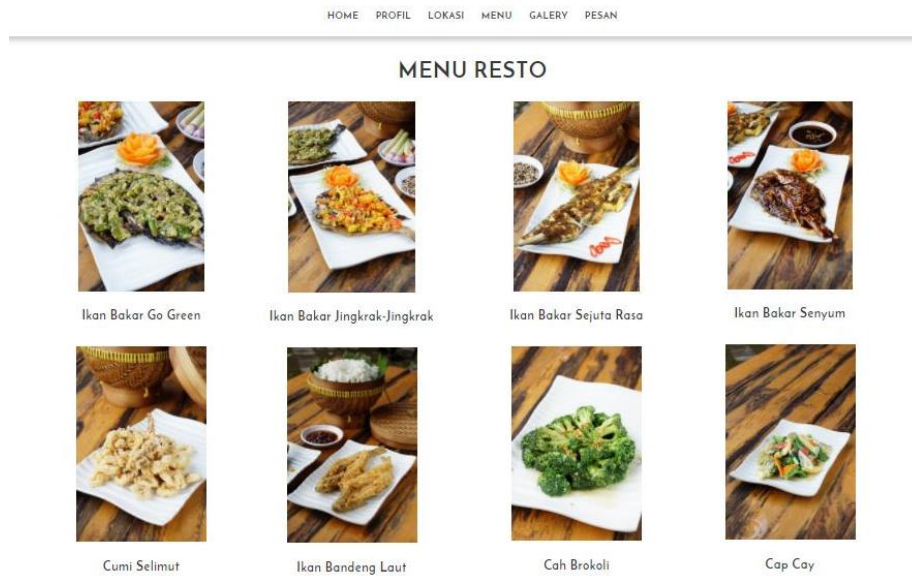 HOME PROFIL LOKASI MENU GALERY PESAN
MENU RESTO
Ikan Bakar Go Green
Ikan Bakar Jingkrak-Jingkrak
Ikan Bakar Sejuta Rasa
Ikan Bakar Senyum
Cumi Selimut
Ikan Bandeng Laut
Cah Brokoli
Cap Cay